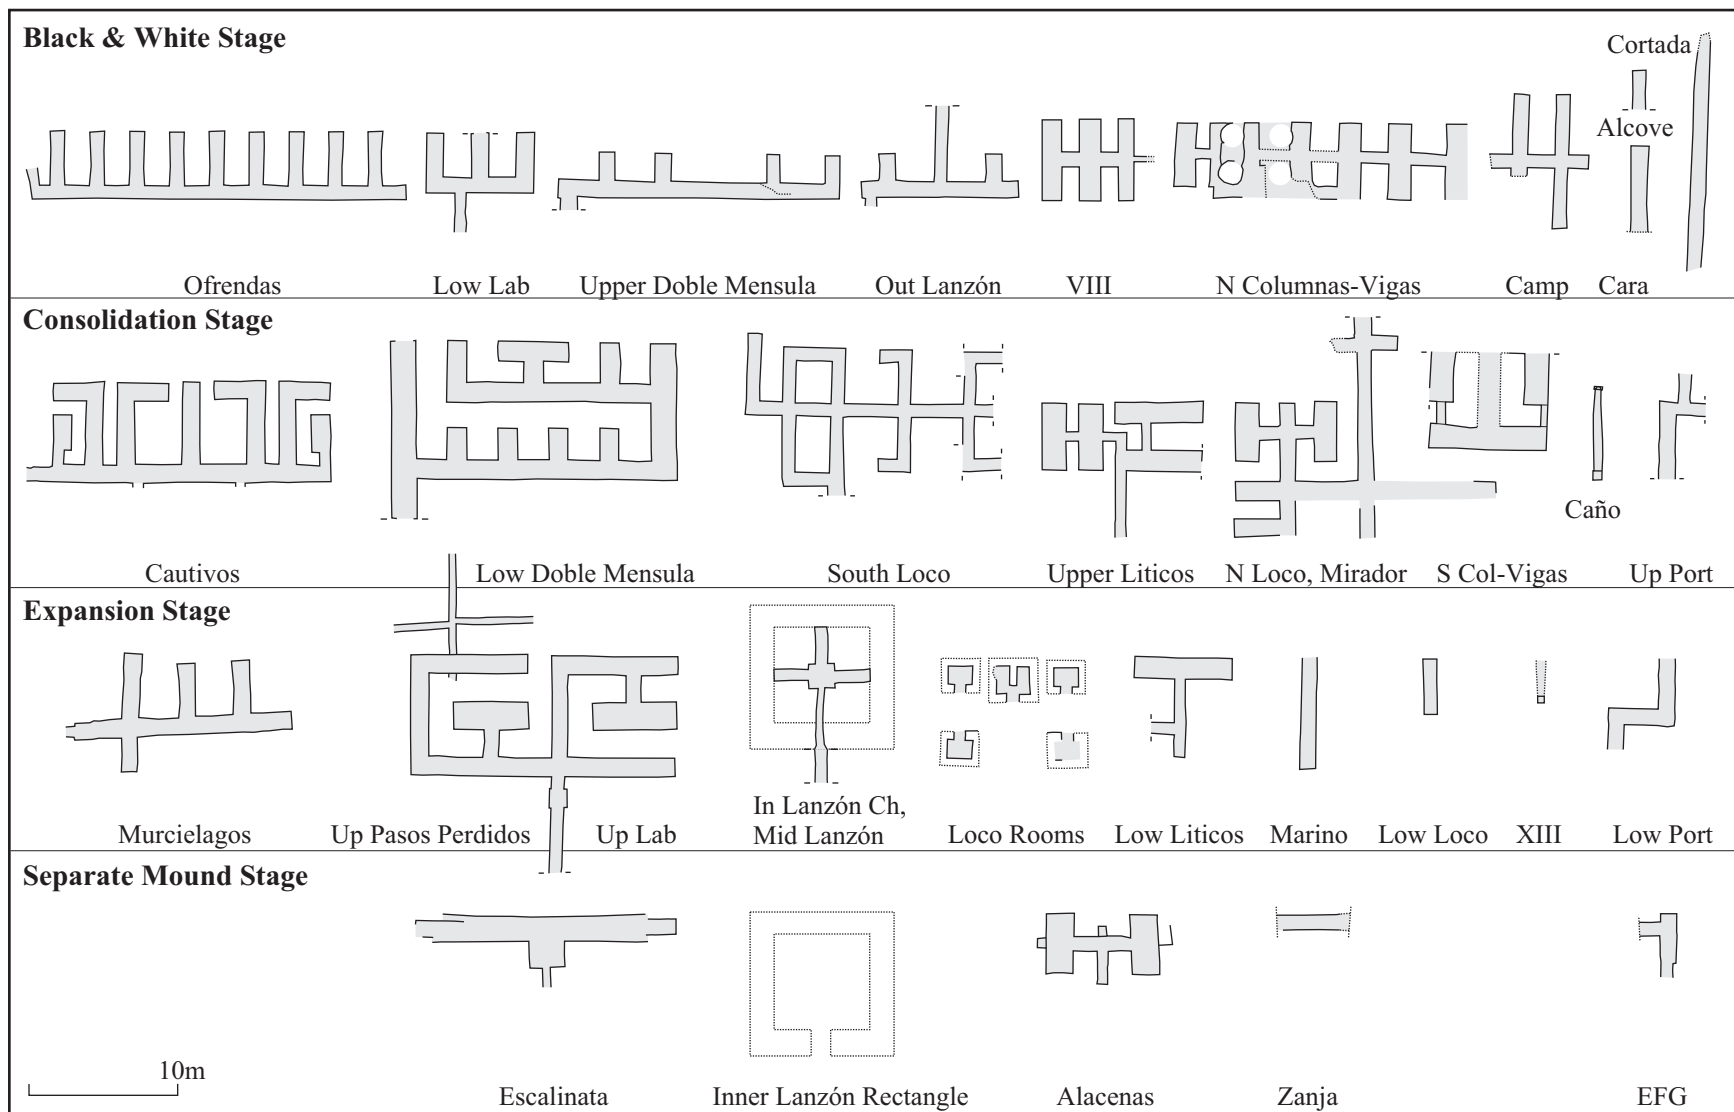 Black & White Stage
Cortada
Alcove
Ofrendas
Low Lab
Upper Doble Mensula
Out Lanzón
VIII
N Columnas-Vigas
Camp
Cara
Consolidation Stage
Caño
Cautivos
Low Doble Mensula
South Loco
Upper Liticos
N Loco, Mirador
S Col-Vigas
Up Port
Expansion Stage
In Lanzón Ch,
Mid Lanzón
Murcielagos
Up Pasos Perdidos
Up Lab
Loco Rooms
Low Liticos
Marino
Low Loco
XIII
Low Port
Separate Mound Stage
10m
Escalinata
Inner Lanzón Rectangle
Alacenas
Zanja
EFG